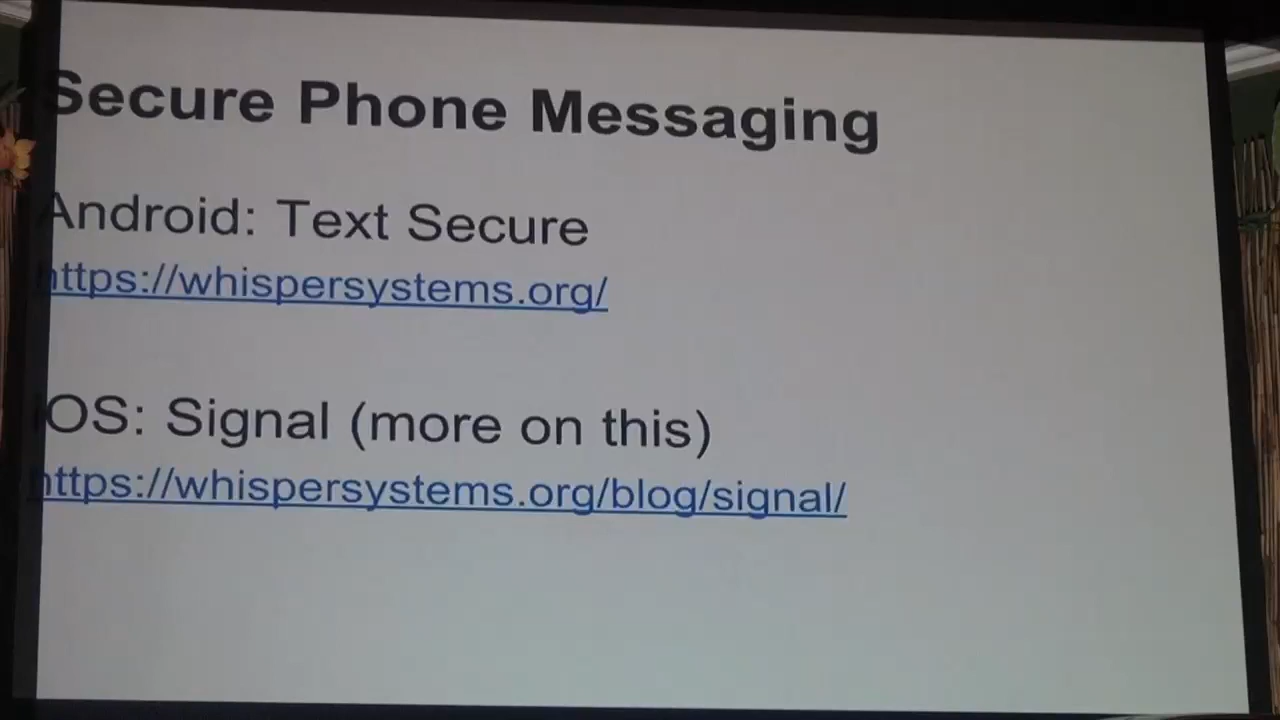 Secure Phone Messaging
Android: Text Secure
https://whispersystems.org/
iOS: Signal (more on this)
https://whispersystems.org/blog/signal/